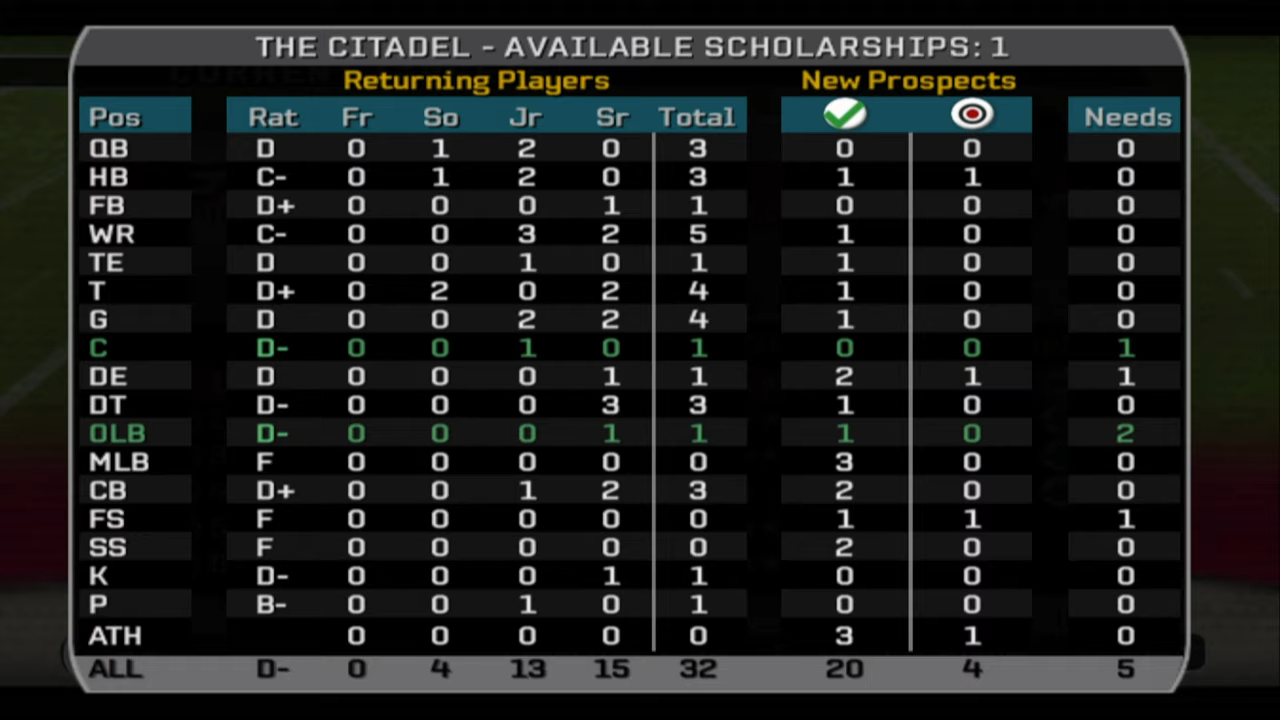 THE CITADEL - AVAILABLE SCHOLARSHIPS: 1
Returning Players New Prospects
Pos Rat Fr So Jr Sr Total Needs
QB D 0 1 2 0 3 0 0 0
HB C- 0 1 2 0 3 1 1 0
FB D+ 0 0 0 1 1 0 0 0
WR C- 0 0 3 2 5 1 0 0
TE D 0 0 1 0 1 1 0 0
T D+ 0 2 0 2 4 1 0 0
G D 0 0 2 2 4 1 0 0
C D- 0 0 1 0 1 0 0 1
DE D 0 0 0 1 1 2 1 1
DT D- 0 0 0 3 3 1 0 0
OLB D- 0 0 0 1 1 1 0 2
MLB F 0 0 0 0 0 3 0 0
CB D+ 0 0 1 2 3 2 0 0
FS F 0 0 0 0 0 1 1 1
SS F 0 0 0 0 0 2 0 0
K D- 0 0 0 1 1 0 0 0
P B- 0 0 1 0 1 0 0 0
ATH 0 0 0 0 0 3 1 0
ALL D- 0 4 13 15 32 20 4 5